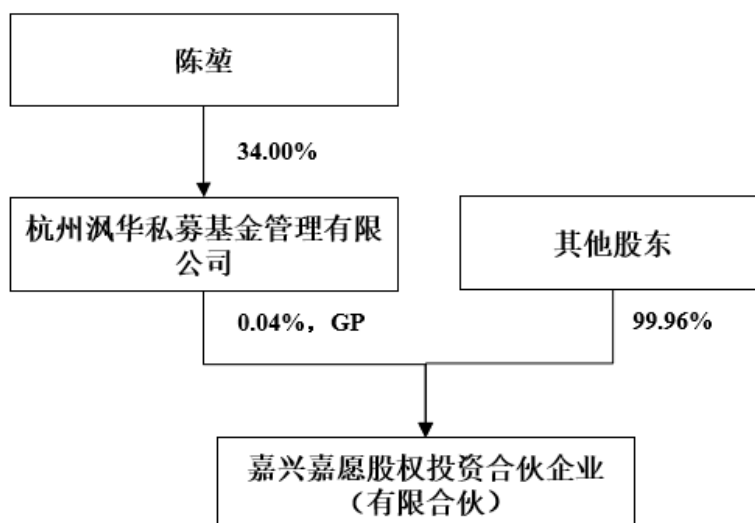 陈堃
34.00%
杭州沨华私募基金管理有限
公司
其他股东
0.04%，GP
99.96%
嘉兴嘉愿股权投资合伙企业
（有限合伙）